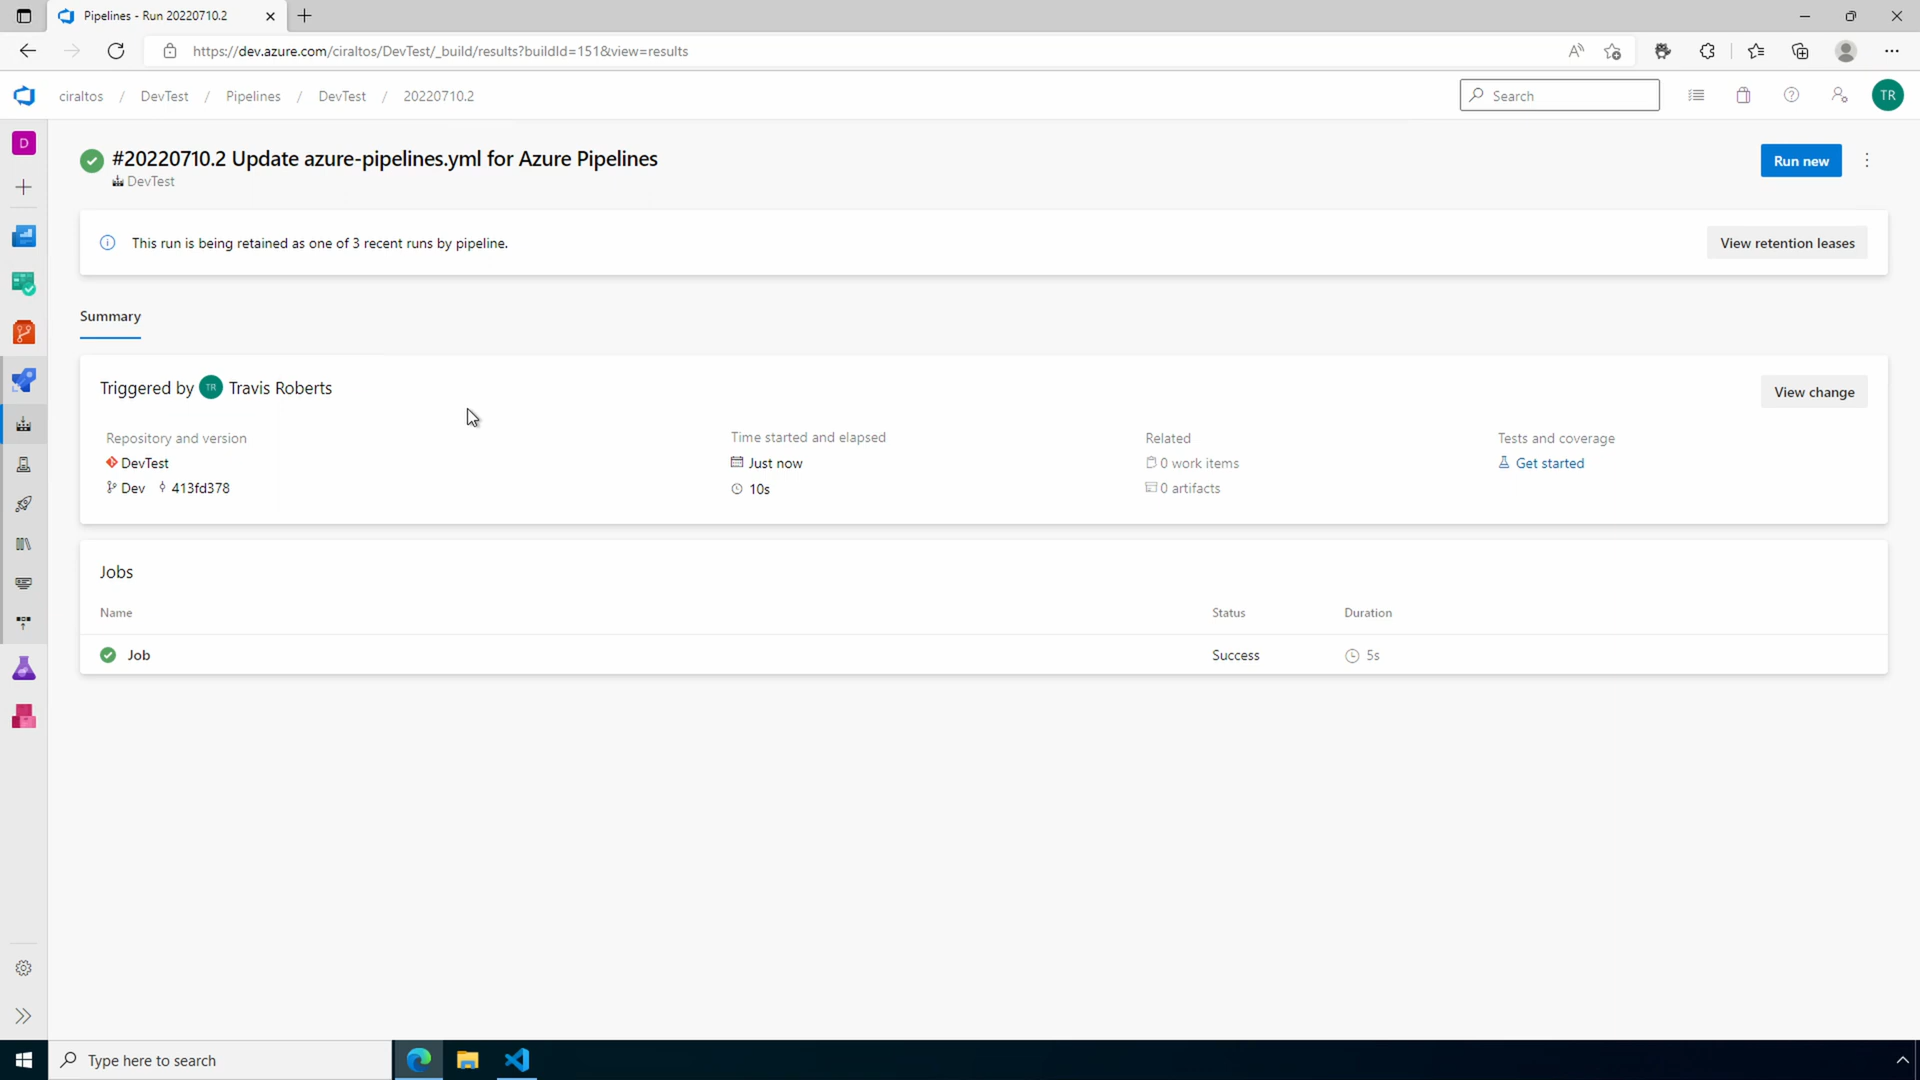 Pipelines - Run 20220710.2
https://dev.azure.com/ciraltos/DevTest/_build/results?buildId=151&view=results
ciraltos / DevTest / Pipelines / DevTest / 20220710.2
Search
TR
D
#20220710.2 Update azure-pipelines.yml for Azure Pipelines
Run new
DevTest
This run is being retained as one of 3 recent runs by pipeline.
View retention leases
Summary
Triggered by TR Travis Roberts
View change
Repository and version
DevTest
Dev 413fd378
Time started and elapsed
Just now
10s
Related
0 work items
0 artifacts
Tests and coverage
Get started
Jobs
Name Status Duration
Job Success 5s
Type here to search